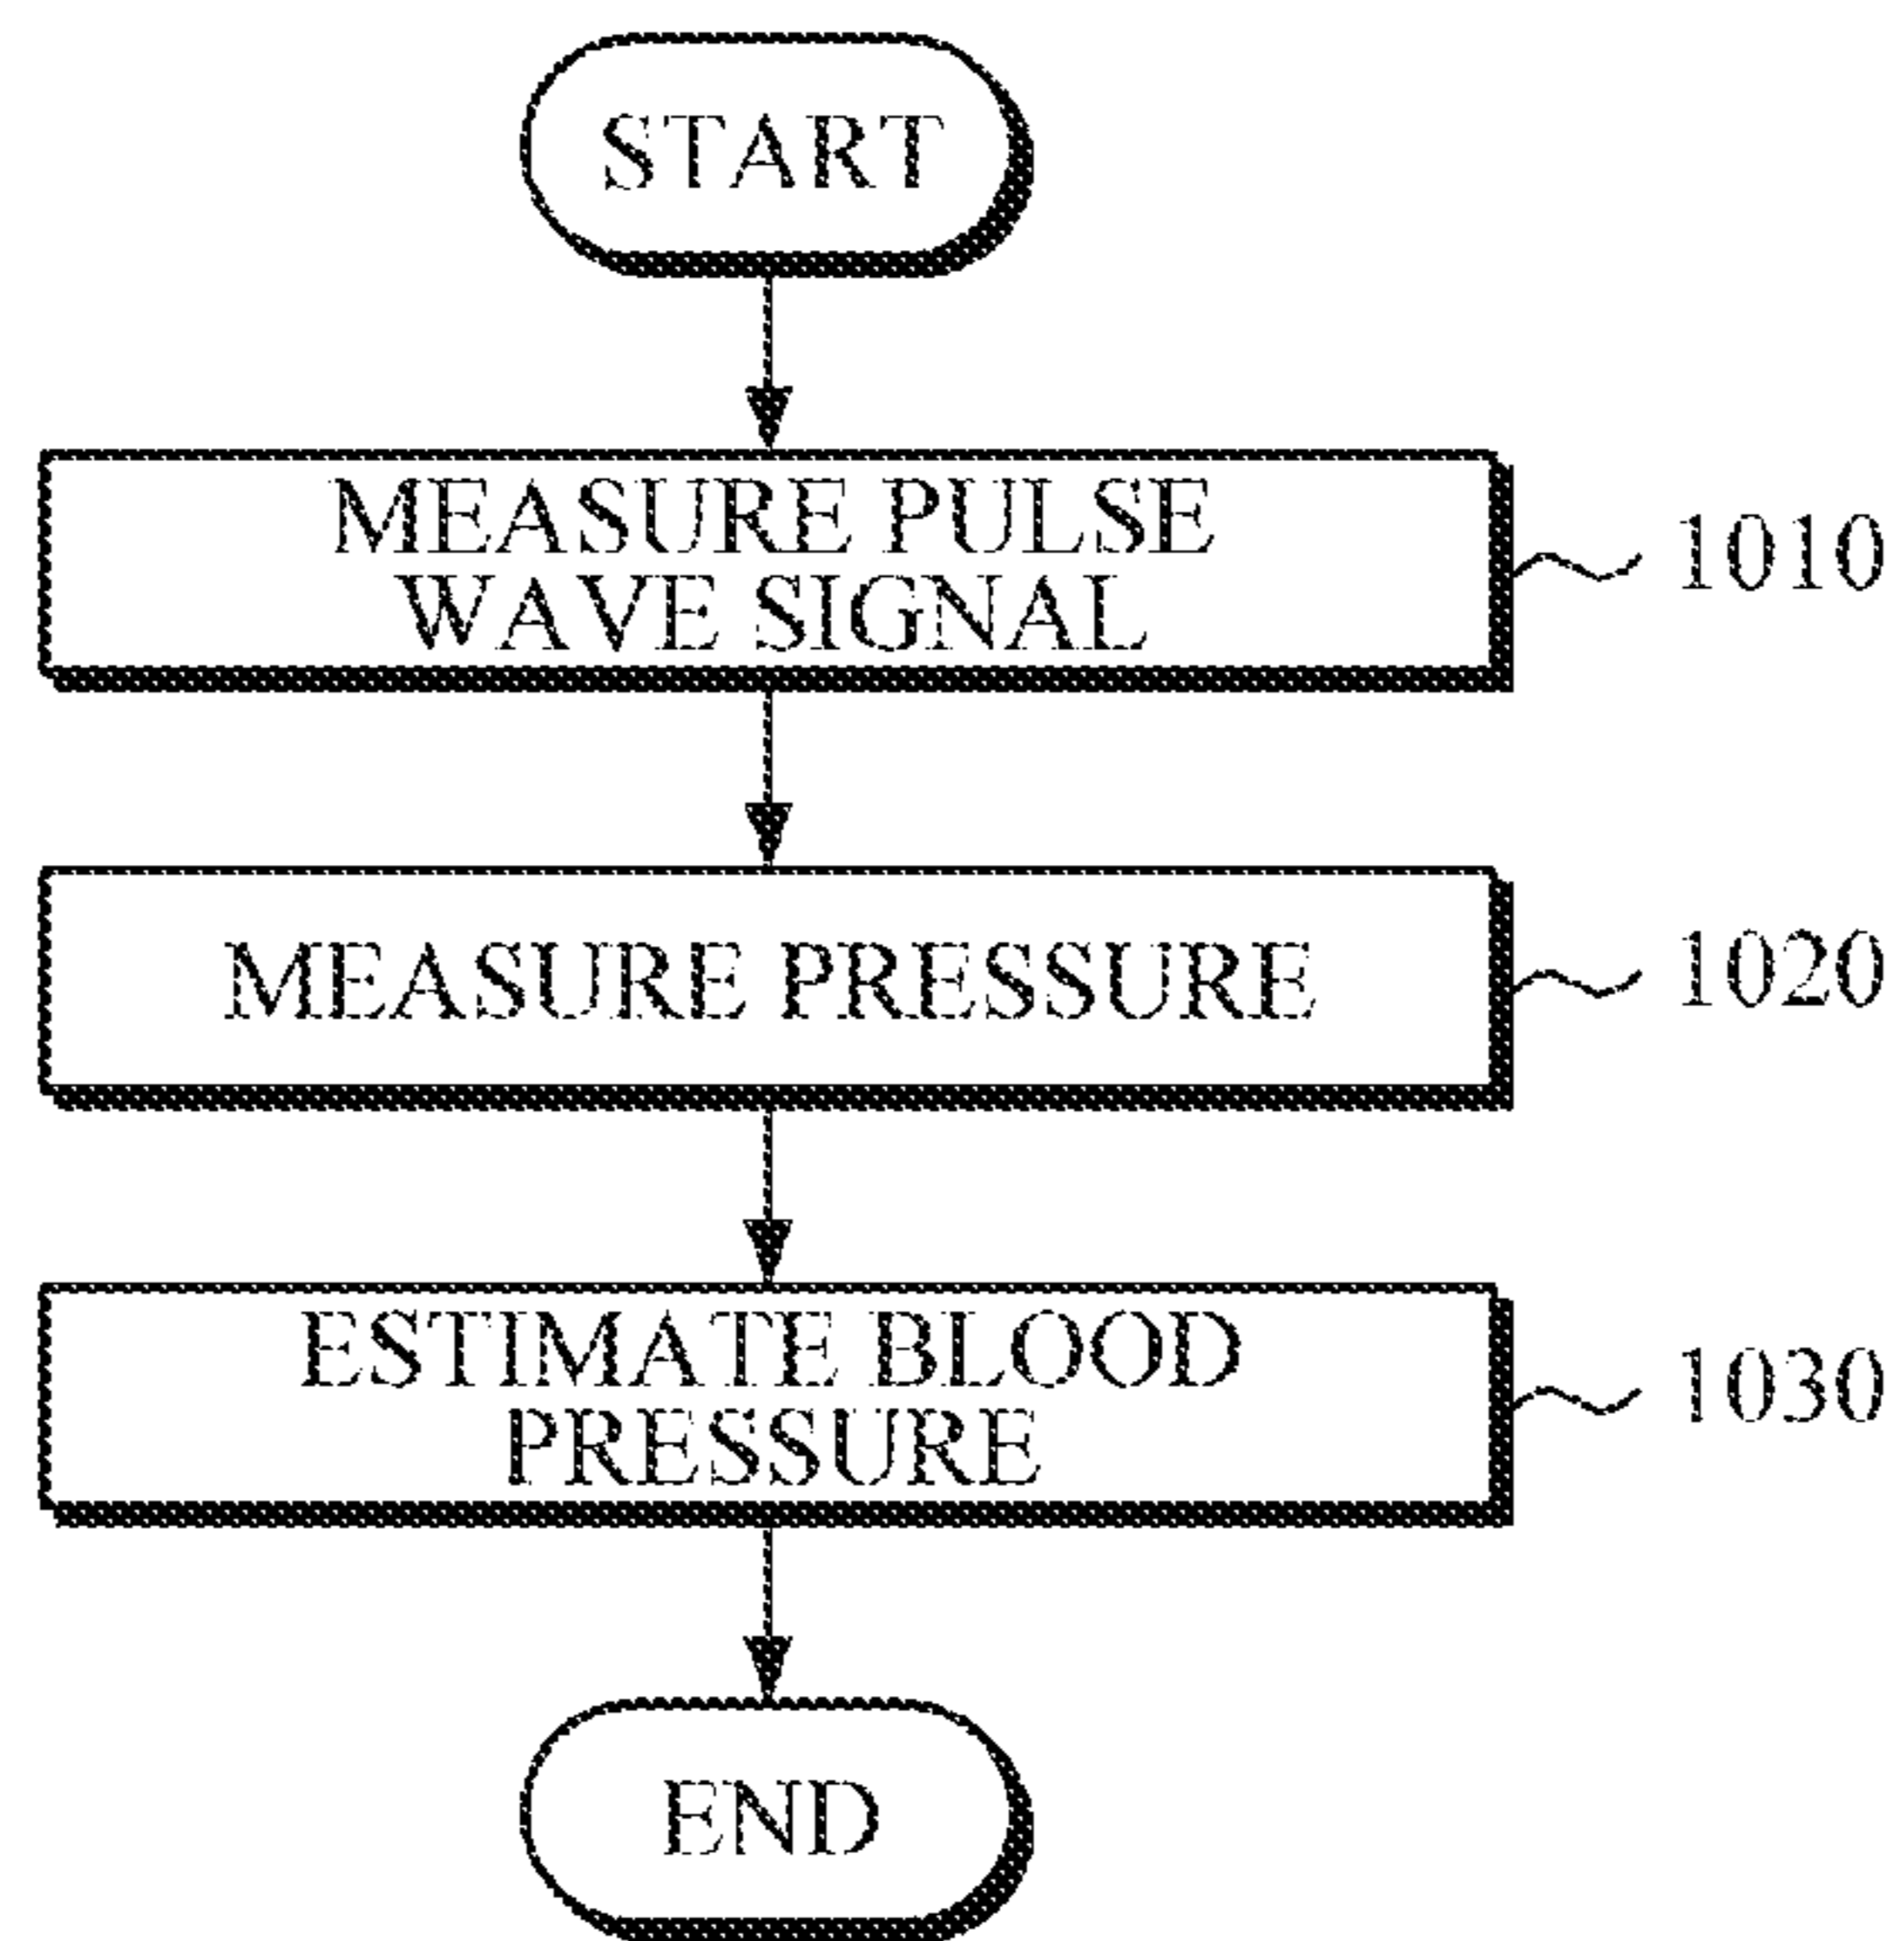 START
MEASURE PULSE
WAVE SIGNAL
1010
MEASURE PRESSURE
1020
ESTIMATE BLOOD
PRESSURE
1030
END